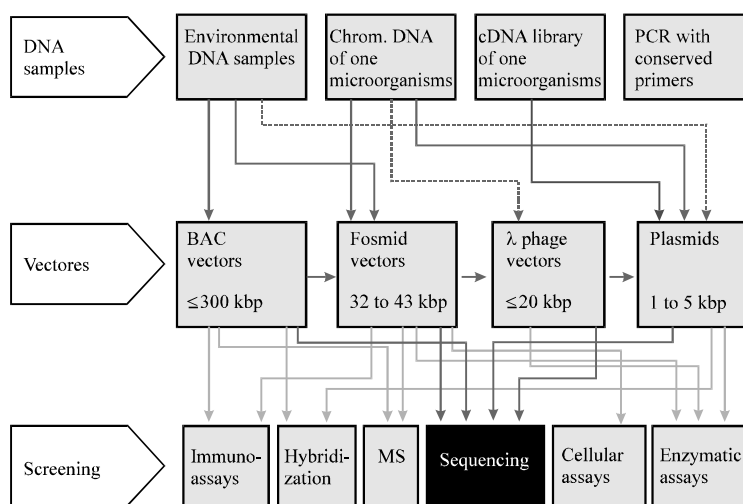 DNA
samples
Environmental
DNA samples
Chrom. DNA
of one
microorganisms
cDNA library
of one
microorganisms
PCR with
conserved
primers
Vectores
BAC
vectors
≤300 kbp
Fosmid
vectors
32 to 43 kbp
λ phage
vectors
≤20 kbp
Plasmids
1 to 5 kbp
Screening
Immuno-
assays
Hybridi-
zation
MS
Sequencing
Cellular
assays
Enzymatic
assays